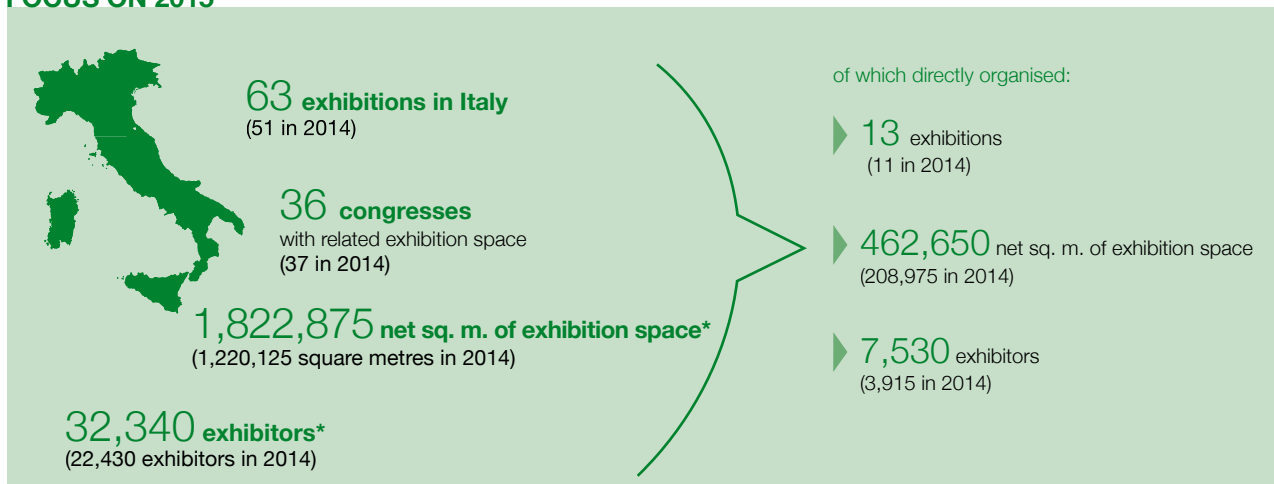 FOCUS ON 2015
63 exhibitions in Italy
(51 in 2014)
36 congresses
with related exhibition space
(37 in 2014)
1,822,875 net sq. m. of exhibition space*
(1,220,125 square metres in 2014)
32,340 exhibitors*
(22,430 exhibitors in 2014)
of which directly organised:
13 exhibitions
(11 in 2014)
462,650 net sq. m. of exhibition space
(208,975 in 2014)
7,530 exhibitors
(3,915 in 2014)